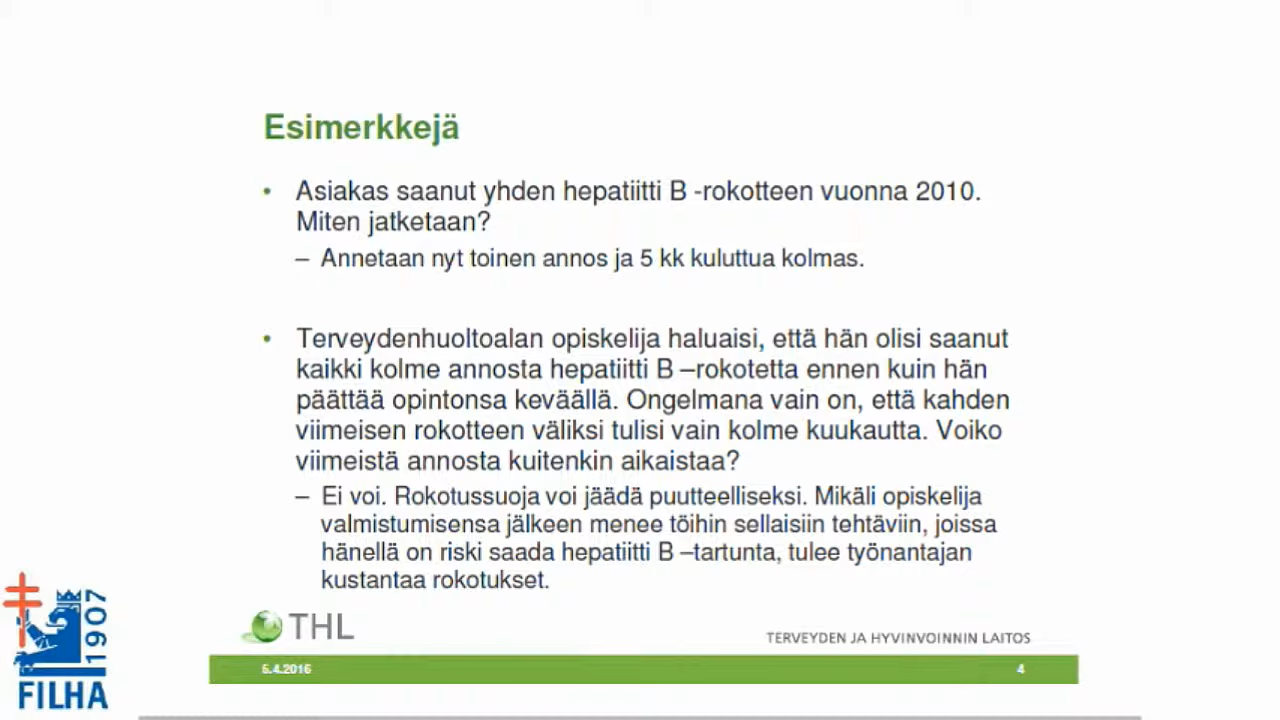 Esimerkkejä
• Asiakas saanut yhden hepatiitti B -rokotteen vuonna 2010.
Miten jatketaan?
– Annetaan nyt toinen annos ja 5 kk kuluttua kolmas.
• Terveydenhuoltoalan opiskelija haluaisi, että hän olisi saanut
kaikki kolme annosta hepatiitti B –rokotetta ennen kuin hän
päättää opintonsa keväällä. Ongelmana vain on, että kahden
viimeisen rokotteen väliksi tulisi vain kolme kuukautta. Voiko
viimeistä annosta kuitenkin aikaistaa?
– Ei voi. Rokotussuoja voi jäädä puutteelliseksi. Mikäli opiskelija
valmistumisensa jälkeen menee töihin sellaisiin tehtäviin, joissa
hänellä on riski saada hepatiitti B –tartunta, tulee työnantajan
kustantaa rokotukset.
THL
TERVEYDEN JA HYVINVOINNIN LAITOS
5.4.2016
4
1907
FILHA